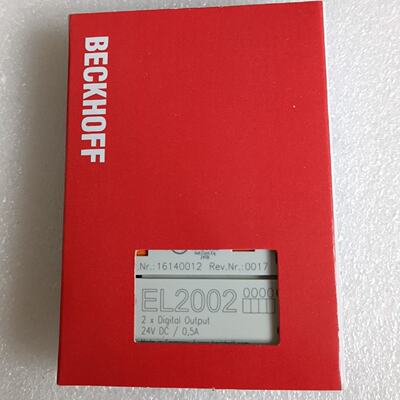 BECKHOFF
Nr.: 16140012 Rev.Nr.: 0017
EL2002
2 x Digital Output
24V DC / 0,5A